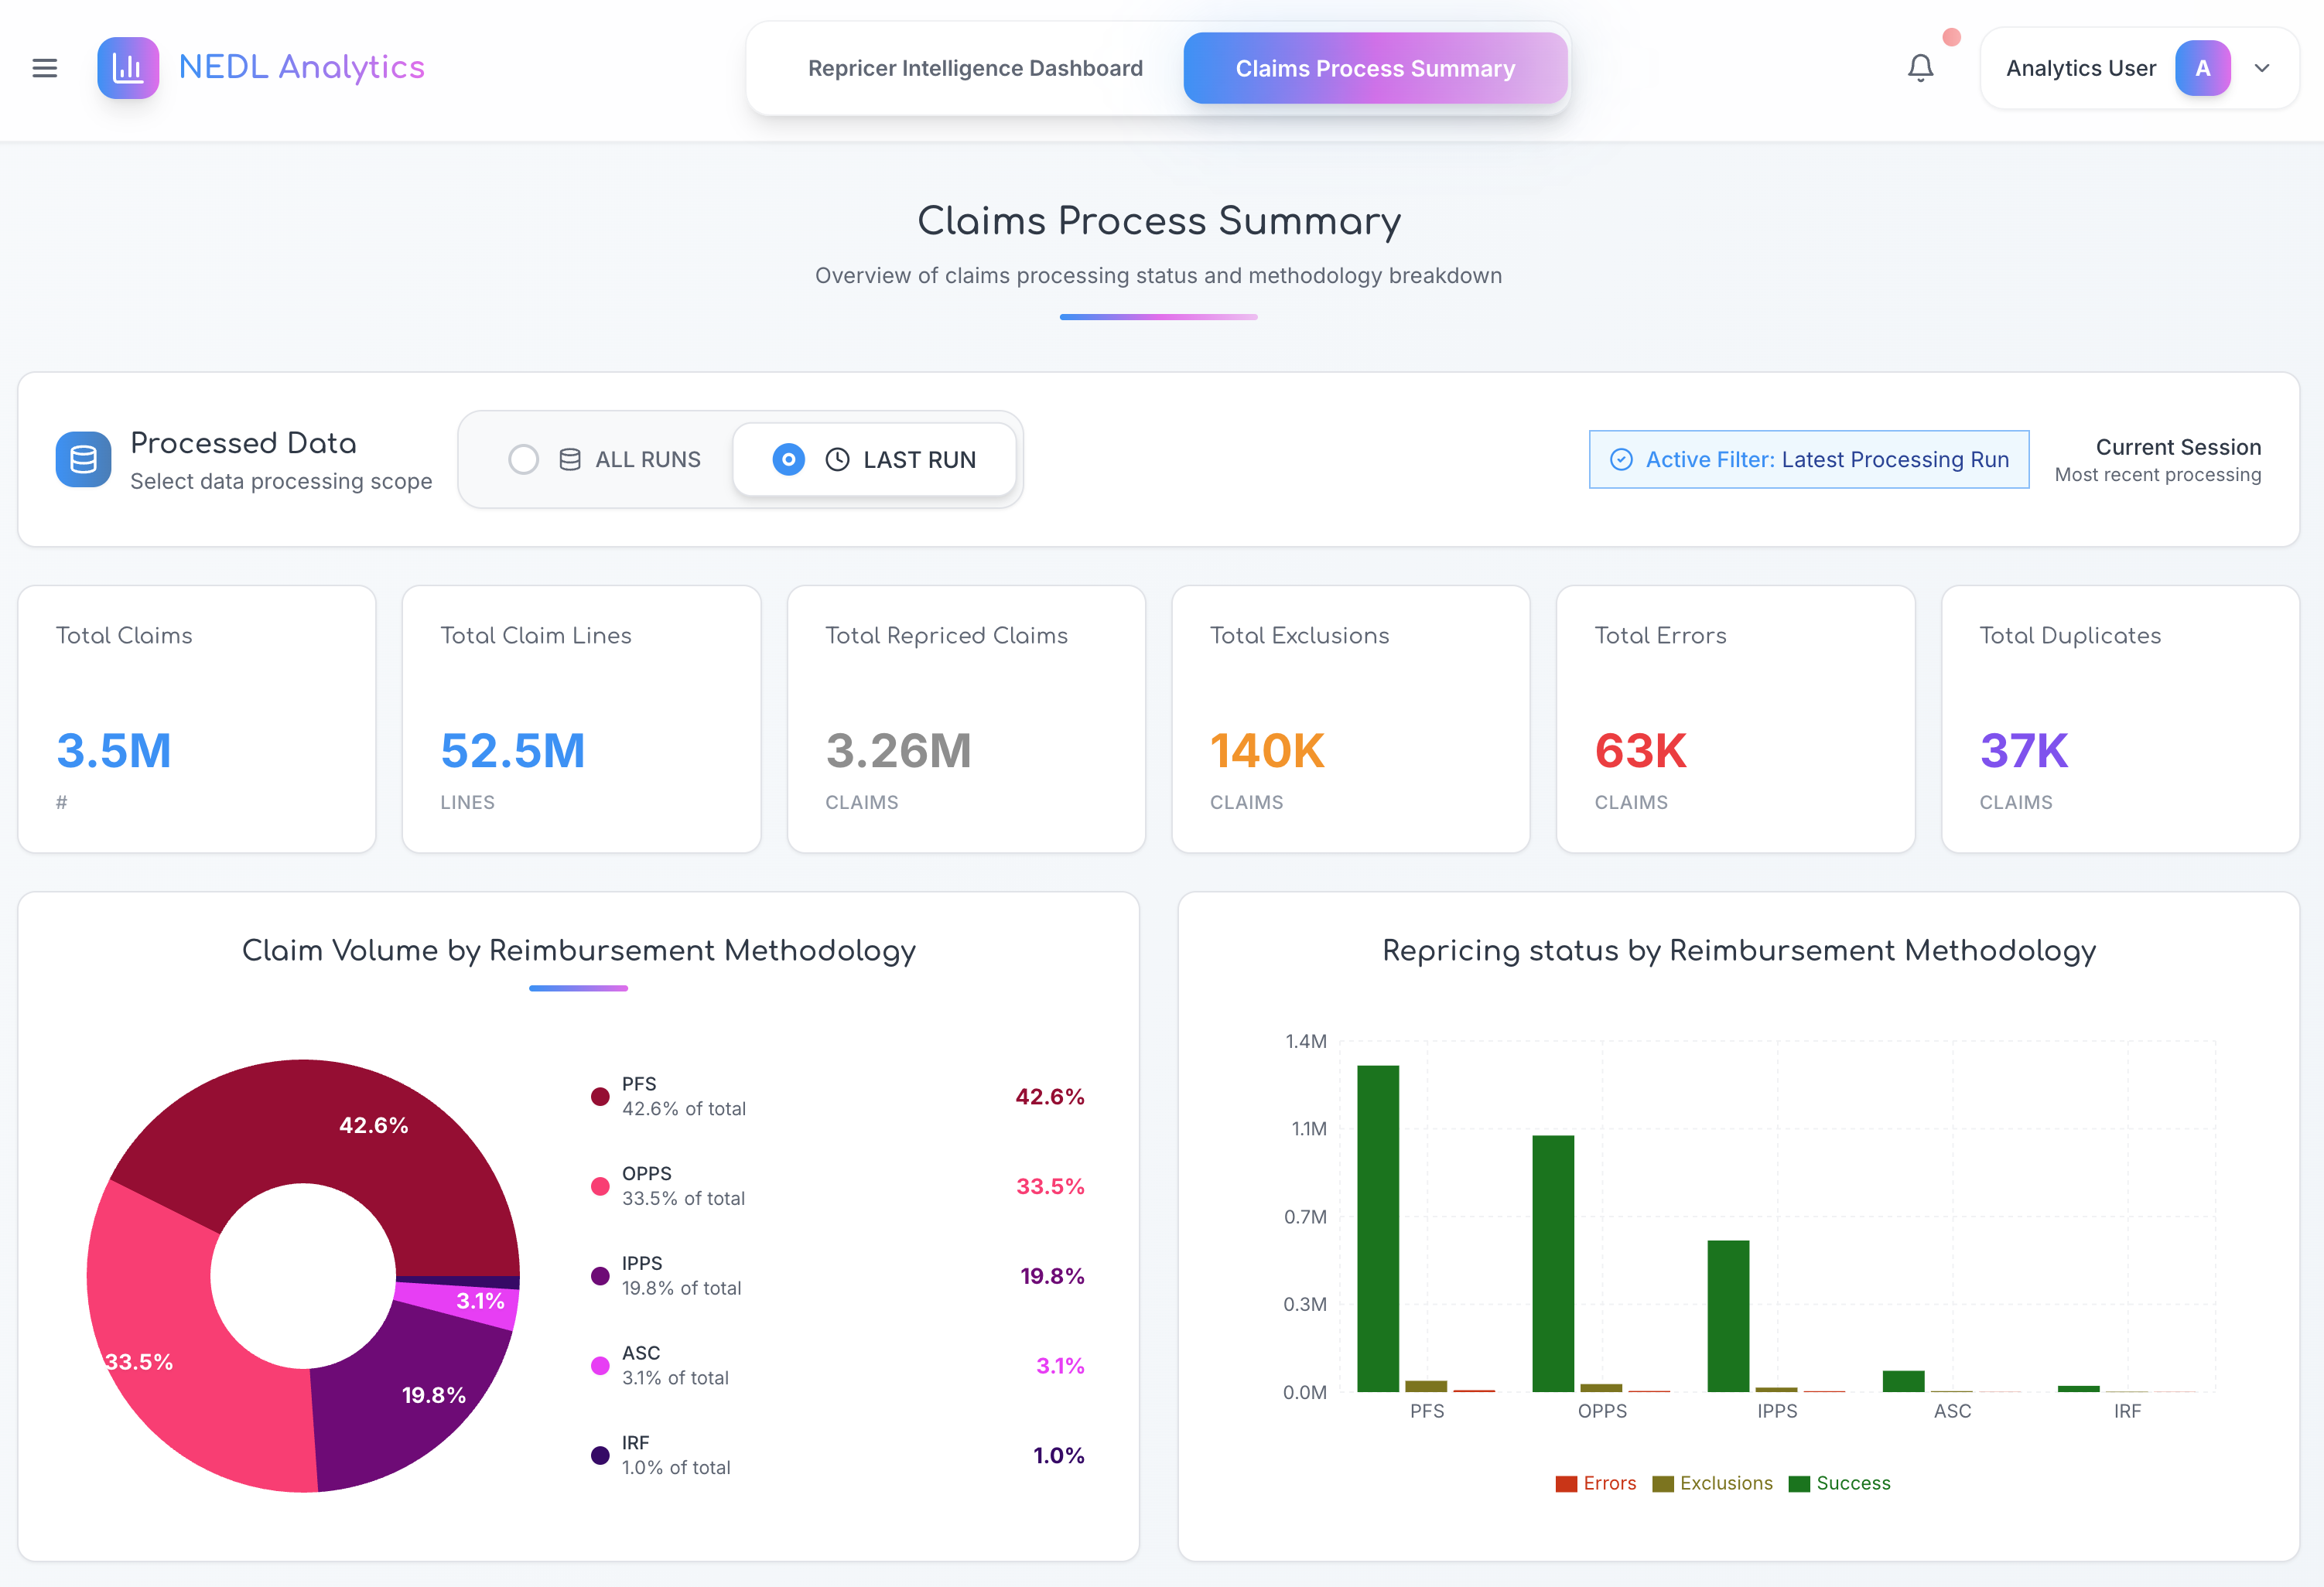 NEDL Analytics
Repricer Intelligence Dashboard
Claims Process Summary
Analytics User
A
Claims Process Summary
Overview of claims processing status and methodology breakdown
Processed Data
Select data processing scope
ALL RUNS
LAST RUN
Active Filter: Latest Processing Run
Current Session
Most recent processing
Total Claims
3.5M
#
Total Claim Lines
52.5M
LINES
Total Repriced Claims
3.26M
CLAIMS
Total Exclusions
140K
CLAIMS
Total Errors
63K
CLAIMS
Total Duplicates
37K
CLAIMS
Claim Volume by Reimbursement Methodology
42.6%
3.1%
33.5%
19.8%
PFS
42.6% of total
42.6%
OPPS
33.5% of total
33.5%
IPPS
19.8% of total
19.8%
ASC
3.1% of total
3.1%
IRF
1.0% of total
1.0%
Repricing status by Reimbursement Methodology
1.4M
1.1M
0.7M
0.3M
0.0M
PFS
OPPS
IPPS
ASC
IRF
Errors
Exclusions
Success